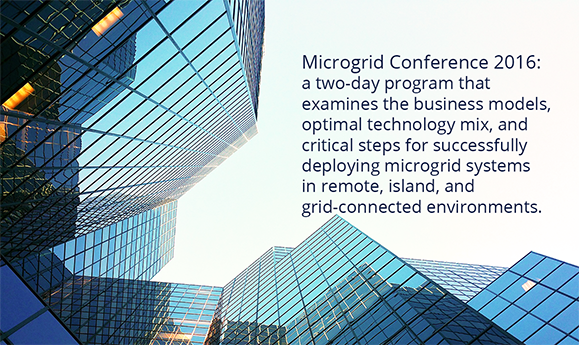 Microgrid Conference 2016:
a two-day program that
examines the business models,
optimal technology mix, and
critical steps for successfully
deploying microgrid systems
in remote, island, and
grid-connected environments.